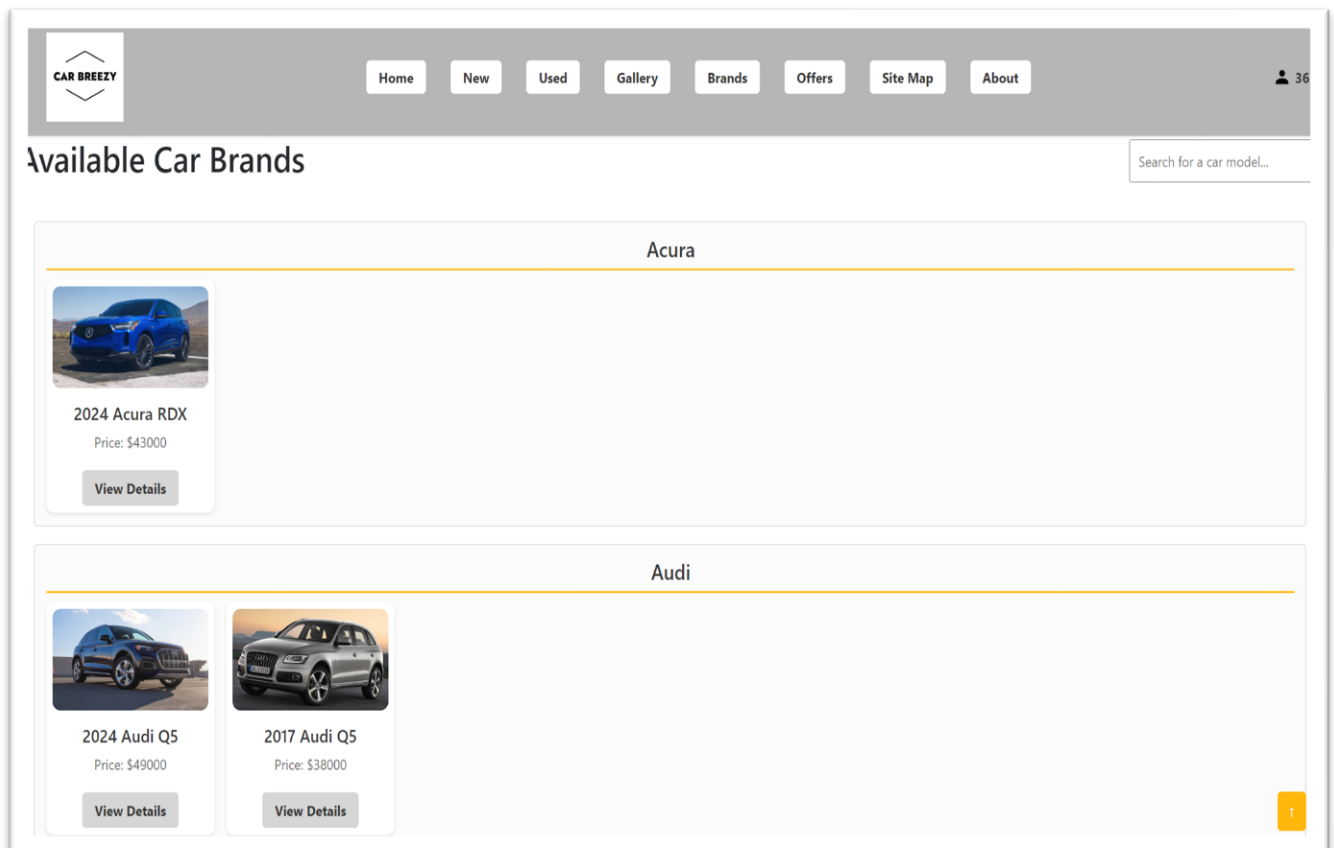 CAR BREEZY
Home New Used Gallery Brands Offers Site Map About 36
Available Car Brands
Search for a car model...
Acura
2024 Acura RDX
Price: $43000
View Details
Audi
2024 Audi Q5 2017 Audi Q5
Price: $49000 Price: $38000
View Details View Details
↑